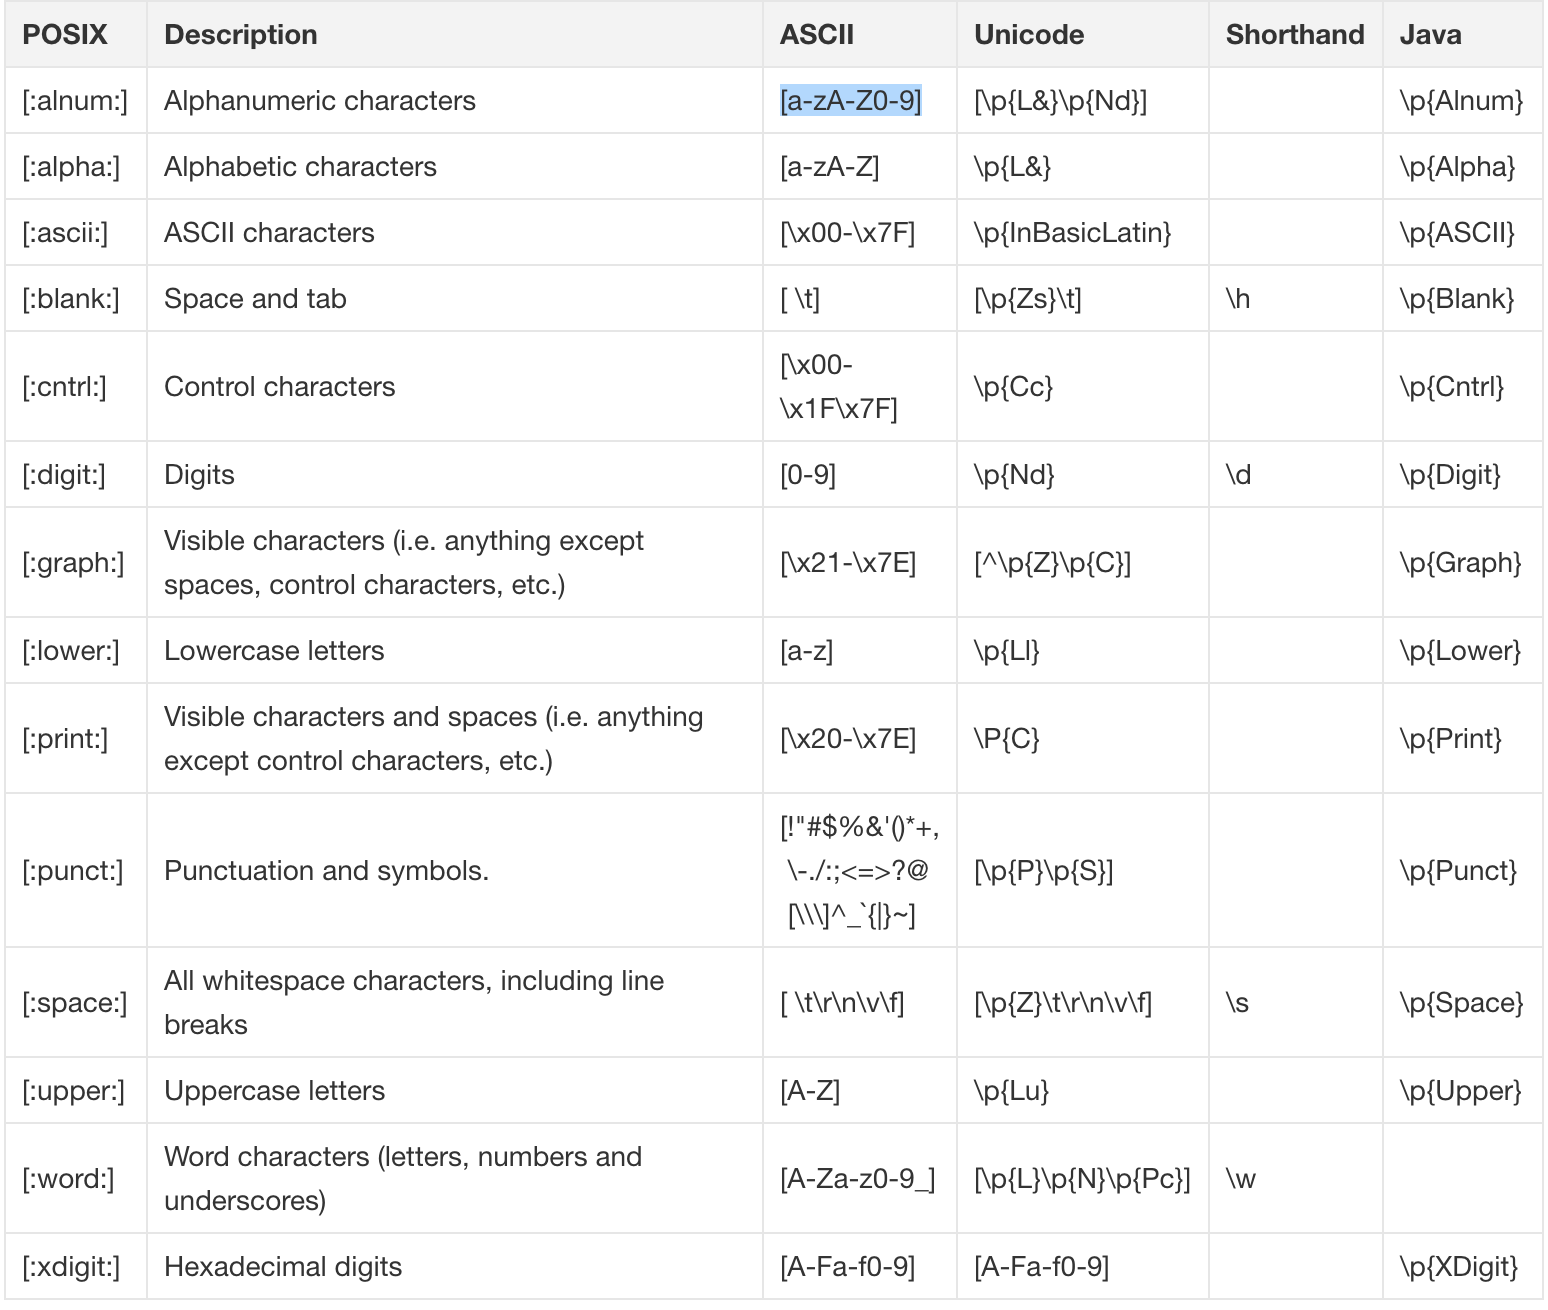 POSIX Description ASCII Unicode Shorthand Java
[:alnum:] Alphanumeric characters [a-zA-Z0-9] [\p{L&}\p{Nd}] \p{Alnum}
[:alpha:] Alphabetic characters [a-zA-Z] \p{L&} \p{Alpha}
[:ascii:] ASCII characters [\x00-\x7F] \p{InBasicLatin} \p{ASCII}
[:blank:] Space and tab [ \t] [\p{Zs}\t] \h \p{Blank}
[:cntrl:] Control characters [\x00-
\x1F\x7F] \p{Cc} \p{Cntrl}
[:digit:] Digits [0-9] \p{Nd} \d \p{Digit}
[:graph:] Visible characters (i.e. anything except
spaces, control characters, etc.) [\x21-\x7E] [^\p{Z}\p{C}] \p{Graph}
[:lower:] Lowercase letters [a-z] \p{Ll} \p{Lower}
[:print:] Visible characters and spaces (i.e. anything
except control characters, etc.) [\x20-\x7E] \P{C} \p{Print}
[:punct:] Punctuation and symbols. [!"#$%&'()*+,
\-./:;<=>?@
[\\\]^_`{|}~] [\p{P}\p{S}] \p{Punct}
[:space:] All whitespace characters, including line
breaks [ \t\r\n\v\f] [\p{Z}\t\r\n\v\f] \s \p{Space}
[:upper:] Uppercase letters [A-Z] \p{Lu} \p{Upper}
[:word:] Word characters (letters, numbers and
underscores) [A-Za-z0-9_] [\p{L}\p{N}\p{Pc}] \w
[:xdigit:] Hexadecimal digits [A-Fa-f0-9] [A-Fa-f0-9] \p{XDigit}